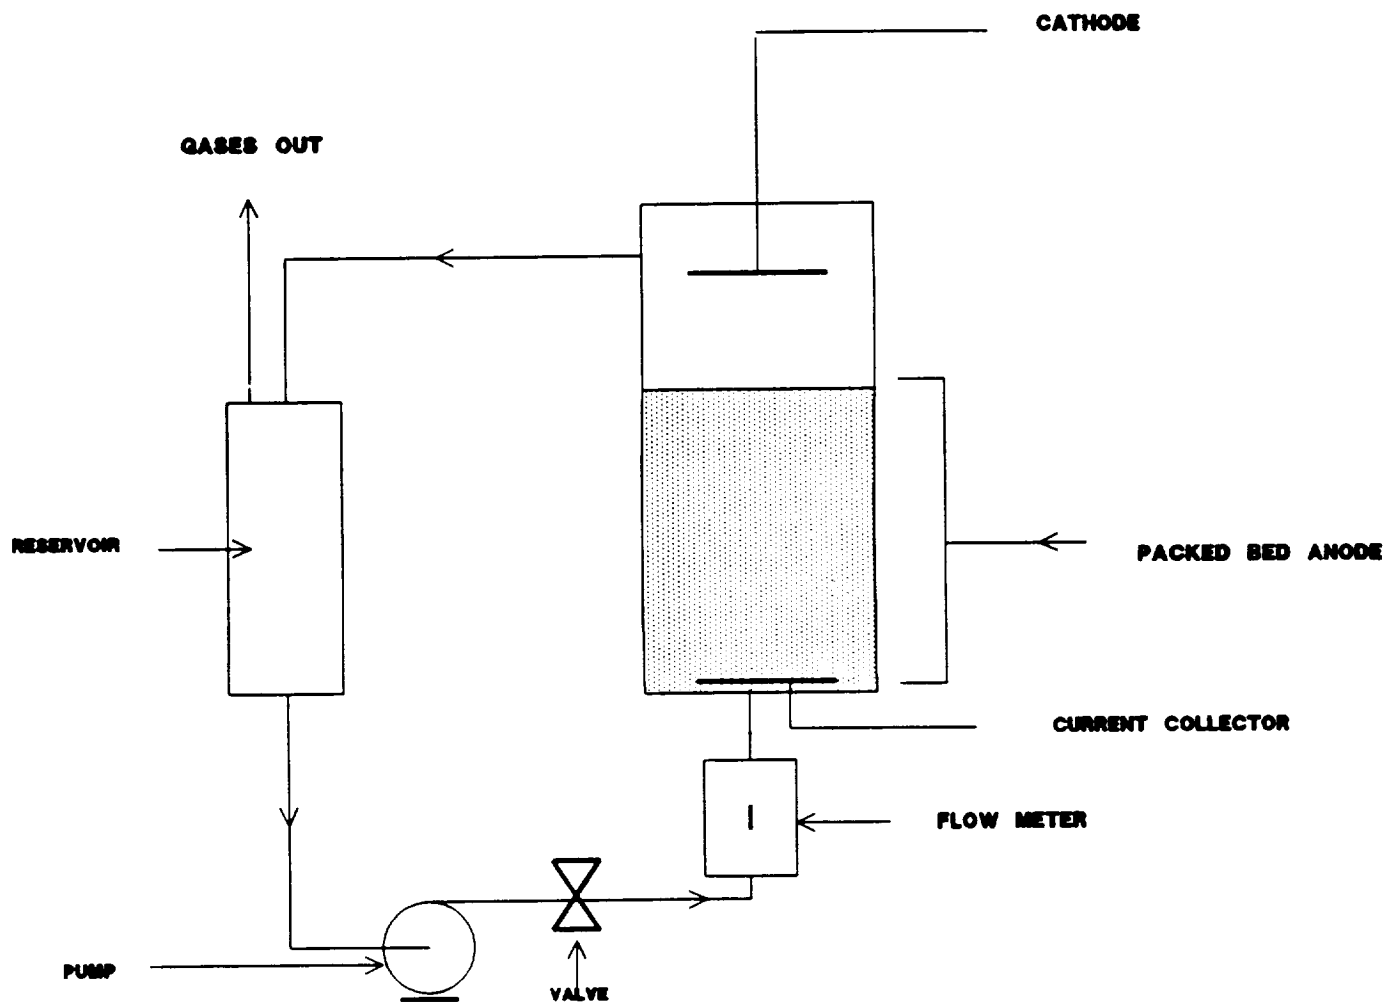 CATHODE
GASES OUT
RESERVOIR
PACKED BED ANODE
CURRENT COLLECTOR
FLOW METER
PUMP
VALVE